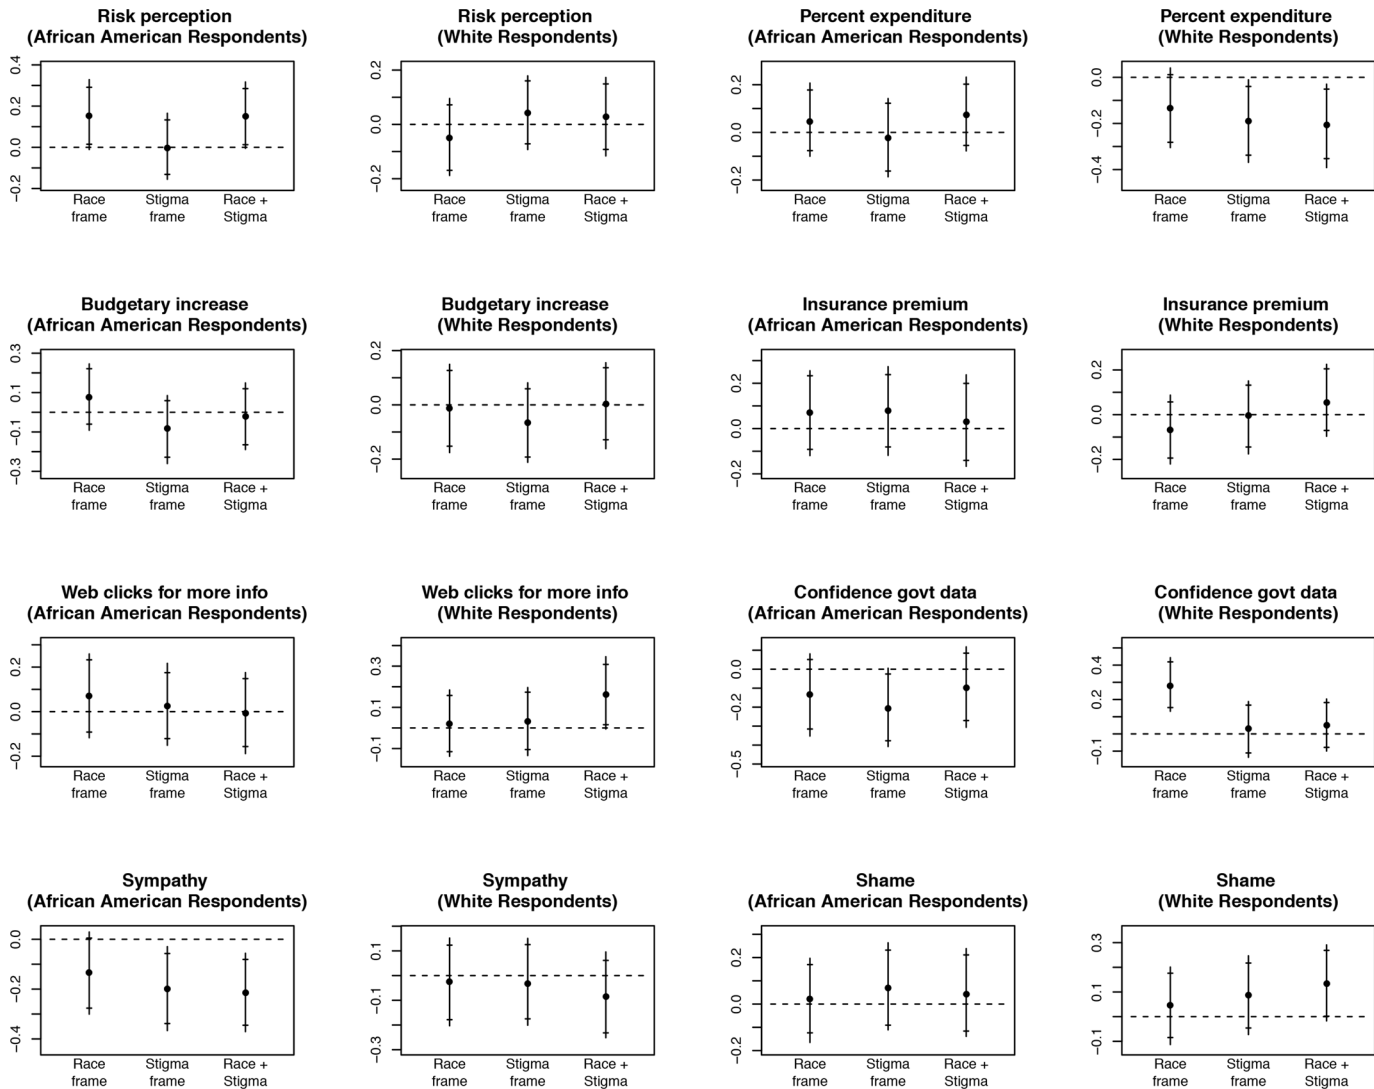 Risk perception
(African American Respondents)
0.4
0.2
0.0
−0.2
Race
frame
Stigma
frame
Race +
Stigma
Risk perception
(White Respondents)
0.2
0.0
−0.2
Race
frame
Stigma
frame
Race +
Stigma
Percent expenditure
(African American Respondents)
0.2
0.0
−0.2
Race
frame
Stigma
frame
Race +
Stigma
Percent expenditure
(White Respondents)
0.0
−0.2
−0.4
Race
frame
Stigma
frame
Race +
Stigma
Budgetary increase
(African American Respondents)
0.3
0.1
−0.1
−0.3
Race
frame
Stigma
frame
Race +
Stigma
Budgetary increase
(White Respondents)
0.2
0.0
−0.2
Race
frame
Stigma
frame
Race +
Stigma
Insurance premium
(African American Respondents)
0.2
0.0
−0.2
Race
frame
Stigma
frame
Race +
Stigma
Insurance premium
(White Respondents)
0.2
0.0
−0.2
Race
frame
Stigma
frame
Race +
Stigma
Web clicks for more info
(African American Respondents)
0.2
0.0
−0.2
Race
frame
Stigma
frame
Race +
Stigma
Web clicks for more info
(White Respondents)
0.3
0.1
−0.1
Race
frame
Stigma
frame
Race +
Stigma
Confidence govt data
(African American Respondents)
0.0
−0.2
−0.5
Race
frame
Stigma
frame
Race +
Stigma
Confidence govt data
(White Respondents)
0.4
0.2
−0.1
Race
frame
Stigma
frame
Race +
Stigma
Sympathy
(African American Respondents)
0.0
−0.2
−0.4
Race
frame
Stigma
frame
Race +
Stigma
Sympathy
(White Respondents)
0.1
−0.1
−0.3
Race
frame
Stigma
frame
Race +
Stigma
Shame
(African American Respondents)
0.2
0.0
−0.2
Race
frame
Stigma
frame
Race +
Stigma
Shame
(White Respondents)
0.3
0.1
−0.1
Race
frame
Stigma
frame
Race +
Stigma